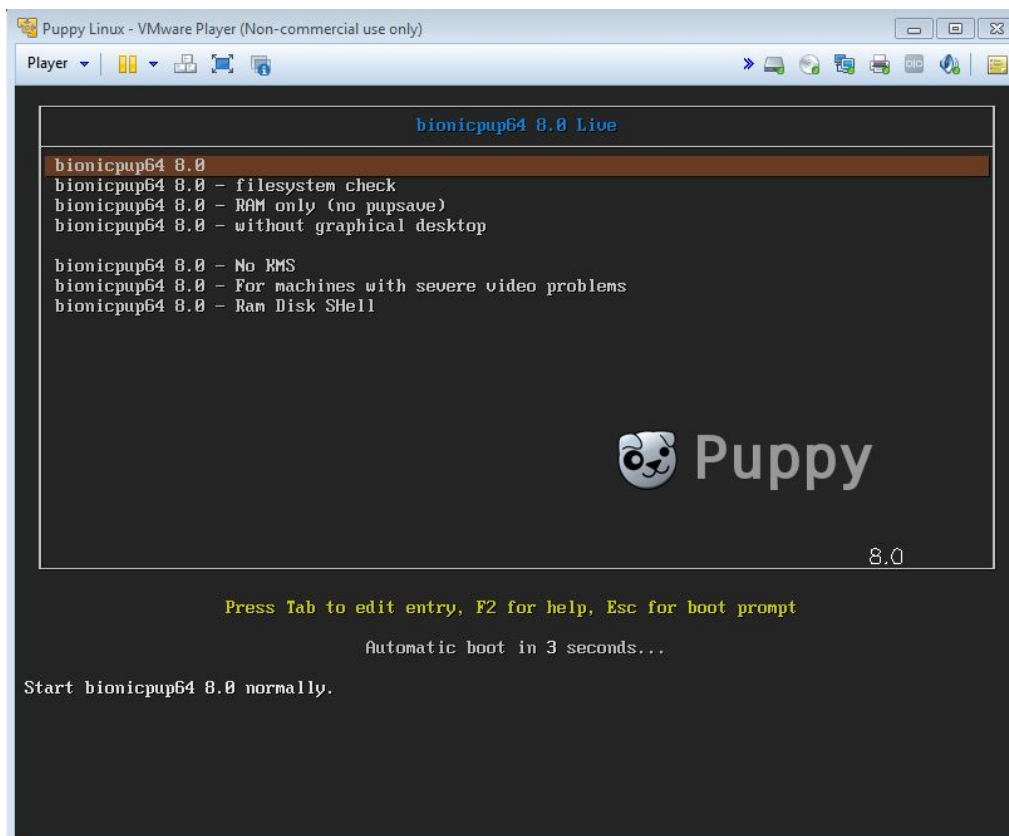 Puppy Linux - VMware Player (Non-commercial use only)
Player
bionicpup64 8.0 Live
bionicpup64 8.0
bionicpup64 8.0 - filesystem check
bionicpup64 8.0 - RAM only (no pupsave)
bionicpup64 8.0 - without graphical desktop
bionicpup64 8.0 - No KMS
bionicpup64 8.0 - For machines with severe video problems
bionicpup64 8.0 - Ram Disk SHell
Puppy
8.0
Press Tab to edit entry, F2 for help, Esc for boot prompt
Automatic boot in 3 seconds...
Start bionicpup64 8.0 normally.